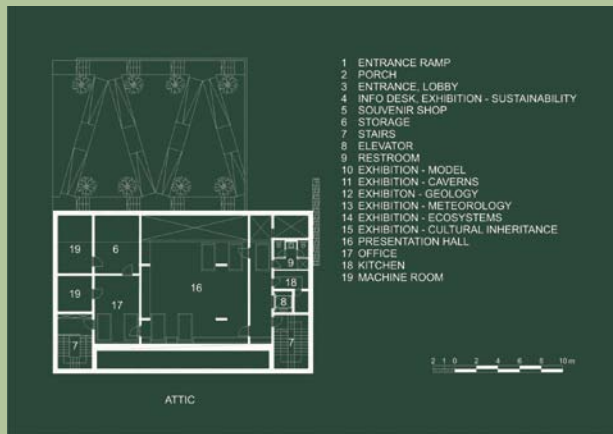 1 ENTRANCE RAMP
2 PORCH
3 ENTRANCE, LOBBY
4 INFO DESK, EXHIBITION - SUSTAINABILITY
5 SOUVENIR SHOP
6 STORAGE
7 STAIRS
8 ELEVATOR
9 RESTROOM
10 EXHIBITION - MODEL
11 EXHIBITION - CAVERNS
12 EXHIBITON - GEOLOGY
13 EXHIBITION - METEOROLOGY
14 EXHIBITION - ECOSYSTEMS
15 EXHIBITION - CULTURAL INHERITANCE
16 PRESENTATION HALL
17 OFFICE
18 KITCHEN
19 MACHINE ROOM
19 6 9
19 17 16 18
8
7 7
2 1 0 2 4 6 8 10 m
ATTIC